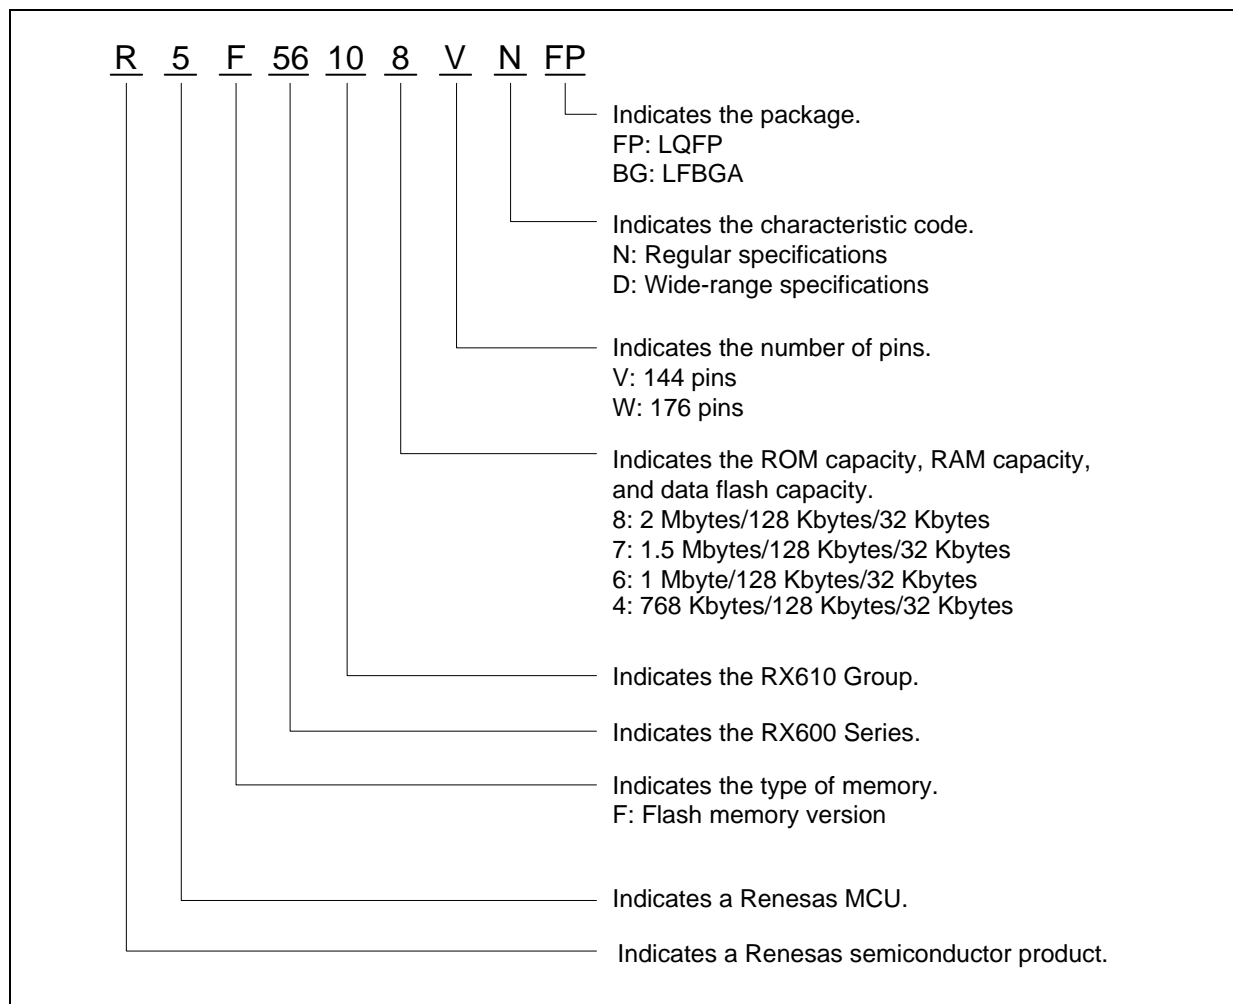 R 5 F 56 10 8 V N FP
Indicates the package.
FP: LQFP
BG: LFBGA
Indicates the characteristic code.
N: Regular specifications
D: Wide-range specifications
Indicates the number of pins.
V: 144 pins
W: 176 pins
Indicates the ROM capacity, RAM capacity,
and data flash capacity.
8: 2 Mbytes/128 Kbytes/32 Kbytes
7: 1.5 Mbytes/128 Kbytes/32 Kbytes
6: 1 Mbyte/128 Kbytes/32 Kbytes
4: 768 Kbytes/128 Kbytes/32 Kbytes
Indicates the RX610 Group.
Indicates the RX600 Series.
Indicates the type of memory.
F: Flash memory version
Indicates a Renesas MCU.
Indicates a Renesas semiconductor product.